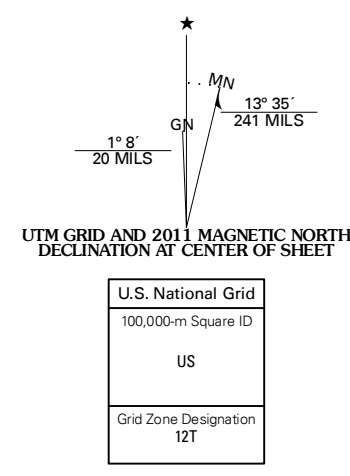 ★
MN
13° 35´
241 MILS
GN
1° 8´
20 MILS
UTM GRID AND 2011 MAGNETIC NORTH
DECLINATION AT CENTER OF SHEET
U.S. National Grid
100,000-m Square ID
US
Grid Zone Designation
12T